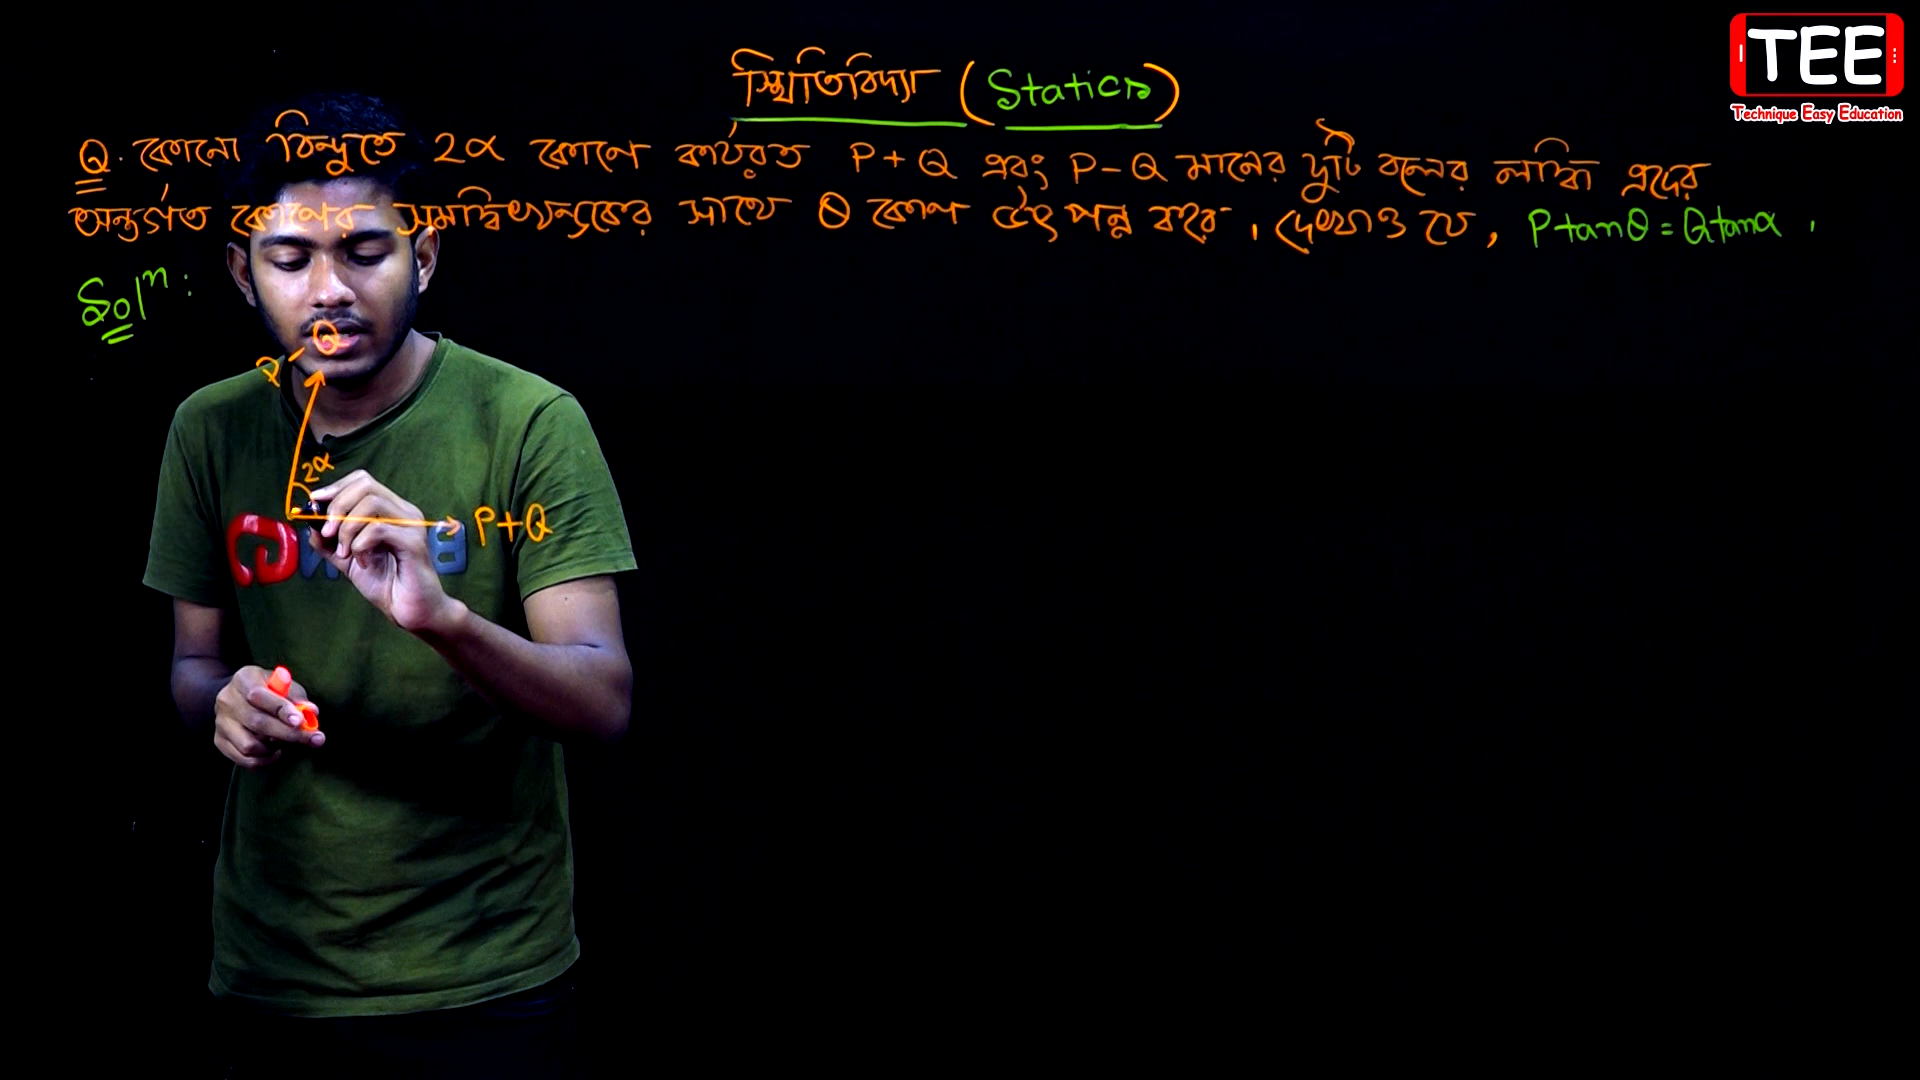 স্থিতিবিদ্যা (Statics)
TEE
Technique Easy Education
Q. কোনো বিন্দুতে 2α কোণে কার্যরত P+Q এবং P-Q মানের দুটি বলের লব্ধি এদের
অন্তর্গত কোণের সমদ্বিখন্ডকের সাথে θ কোণ উৎপন্ন করে, দেখাও যে, Ptanθ = Qtanα.
Solⁿ:
P-Q
2α
P+Q